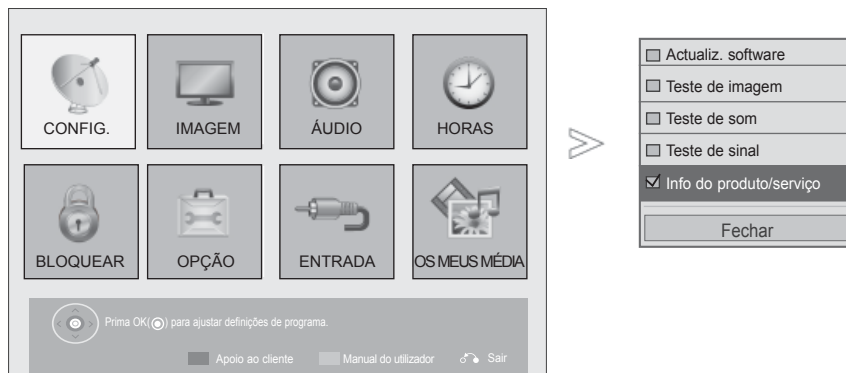 CONFIG.
IMAGEM
ÁUDIO
HORAS
BLOQUEAR
OPÇÃO
ENTRADA
OS MEUS MÉDIA
Prima OK(◉) para ajustar definições de programa.
Apoio ao cliente
Manual do utilizador
Sair
Actualiz. software
Teste de imagem
Teste de som
Teste de sinal
Info do produto/serviço
Fechar